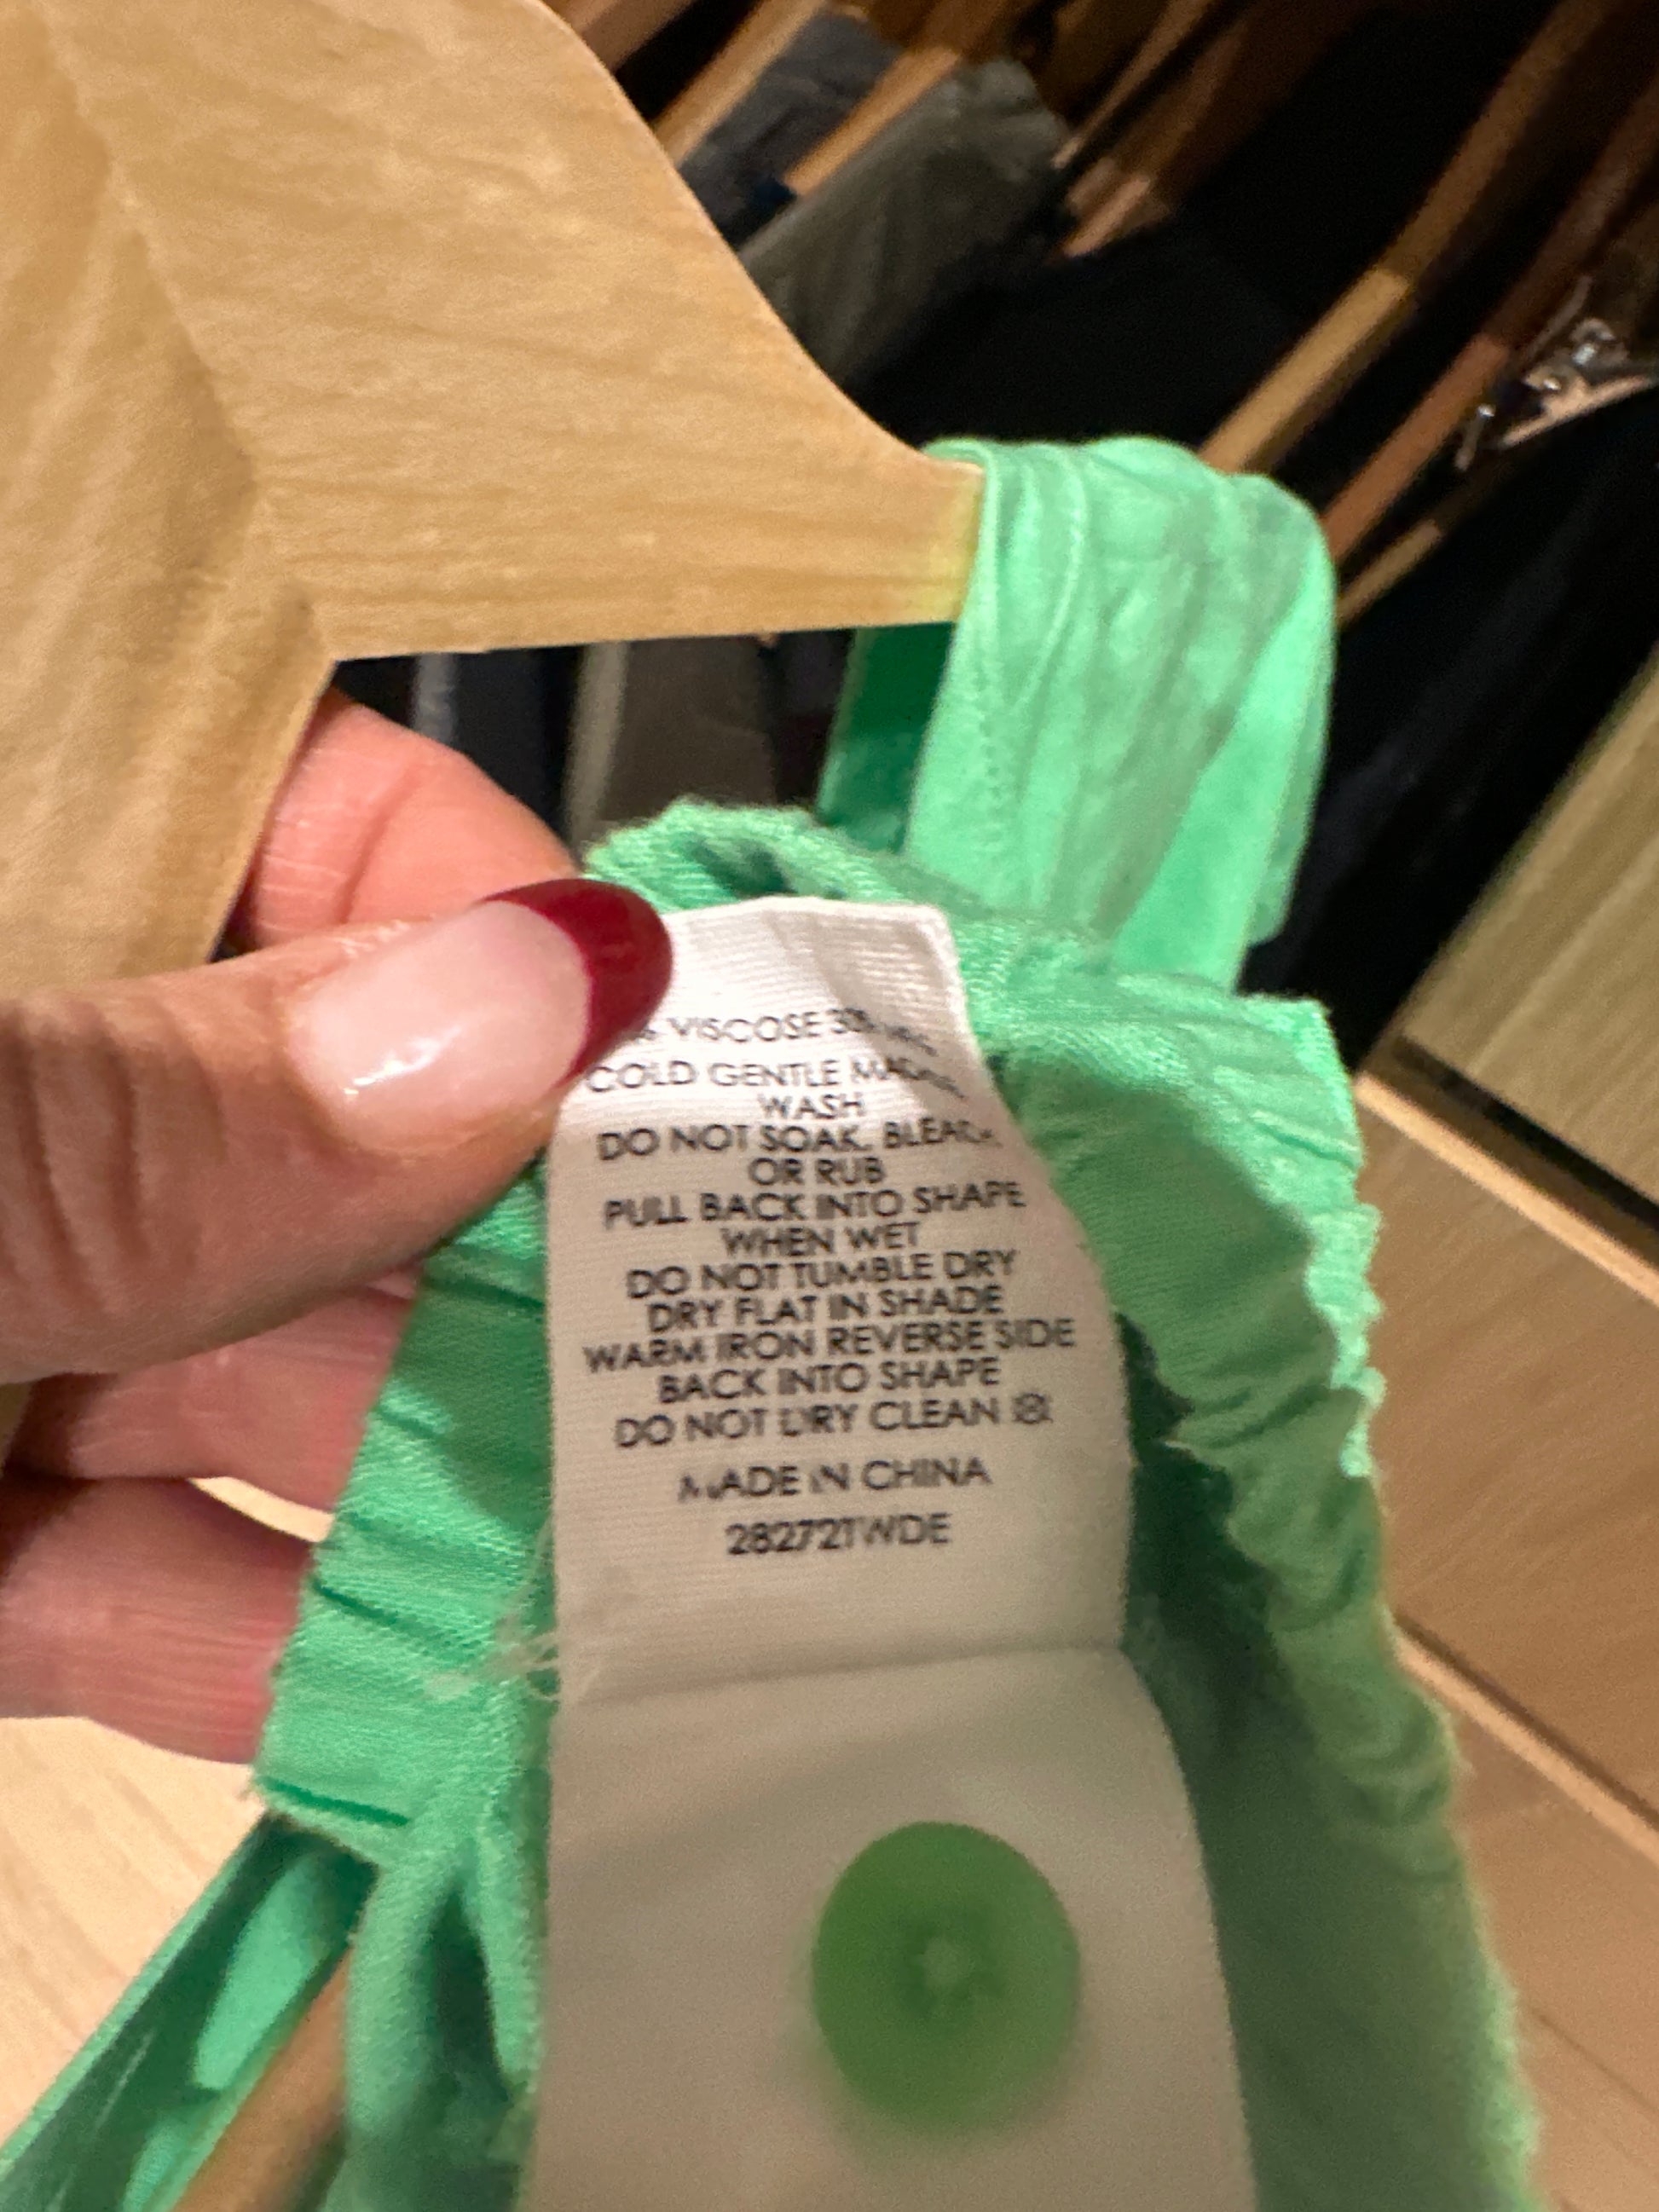 VISCOSE
COLD GENTLE MACHINE
WASH
DO NOT SOAK, BLEACH
OR RUB
PULL BACK INTO SHAPE
WHEN WET
DO NOT TUMBLE DRY
DRY FLAT IN SHADE
WARM IRON REVERSE SIDE
BACK INTO SHAPE
DO NOT DRY CLEAN
MADE IN CHINA
282721WDE